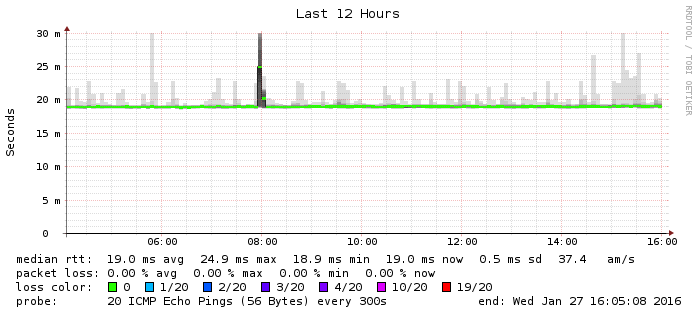 Last 12 Hours
RRDTOOL / TOBI OETIKER
Seconds
30 m
25 m
20 m
15 m
10 m
5 m
0
06:00 08:00 10:00 12:00 14:00 16:00
median rtt: 19.0 ms avg 24.9 ms max 18.9 ms min 19.0 ms now 0.5 ms sd 37.4 am/s
packet loss: 0.00 % avg 0.00 % max 0.00 % min 0.00 % now
loss color: 0 1/20 2/20 3/20 4/20 10/20 19/20
probe: 20 ICMP Echo Pings (56 Bytes) every 300s end: Wed Jan 27 16:05:08 2016